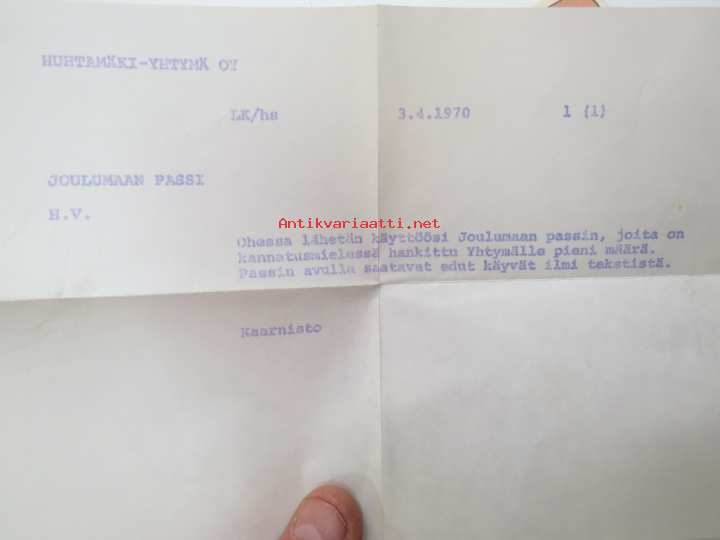 HUHTAMÄKI-YHTYMÄ OY
LK/hs 3.4.1970 1 (1)
JOULUMAAN PASSI
H.V.
Antikvariaatti.net
Ohessa lähetän käyttöösi Joulumaan passin, joita on
kannatusmielessä hankittu Yhtymälle pieni määrä.
Passin avulla saatavat edut käyvät ilmi tekstistä.
Kaarnisto